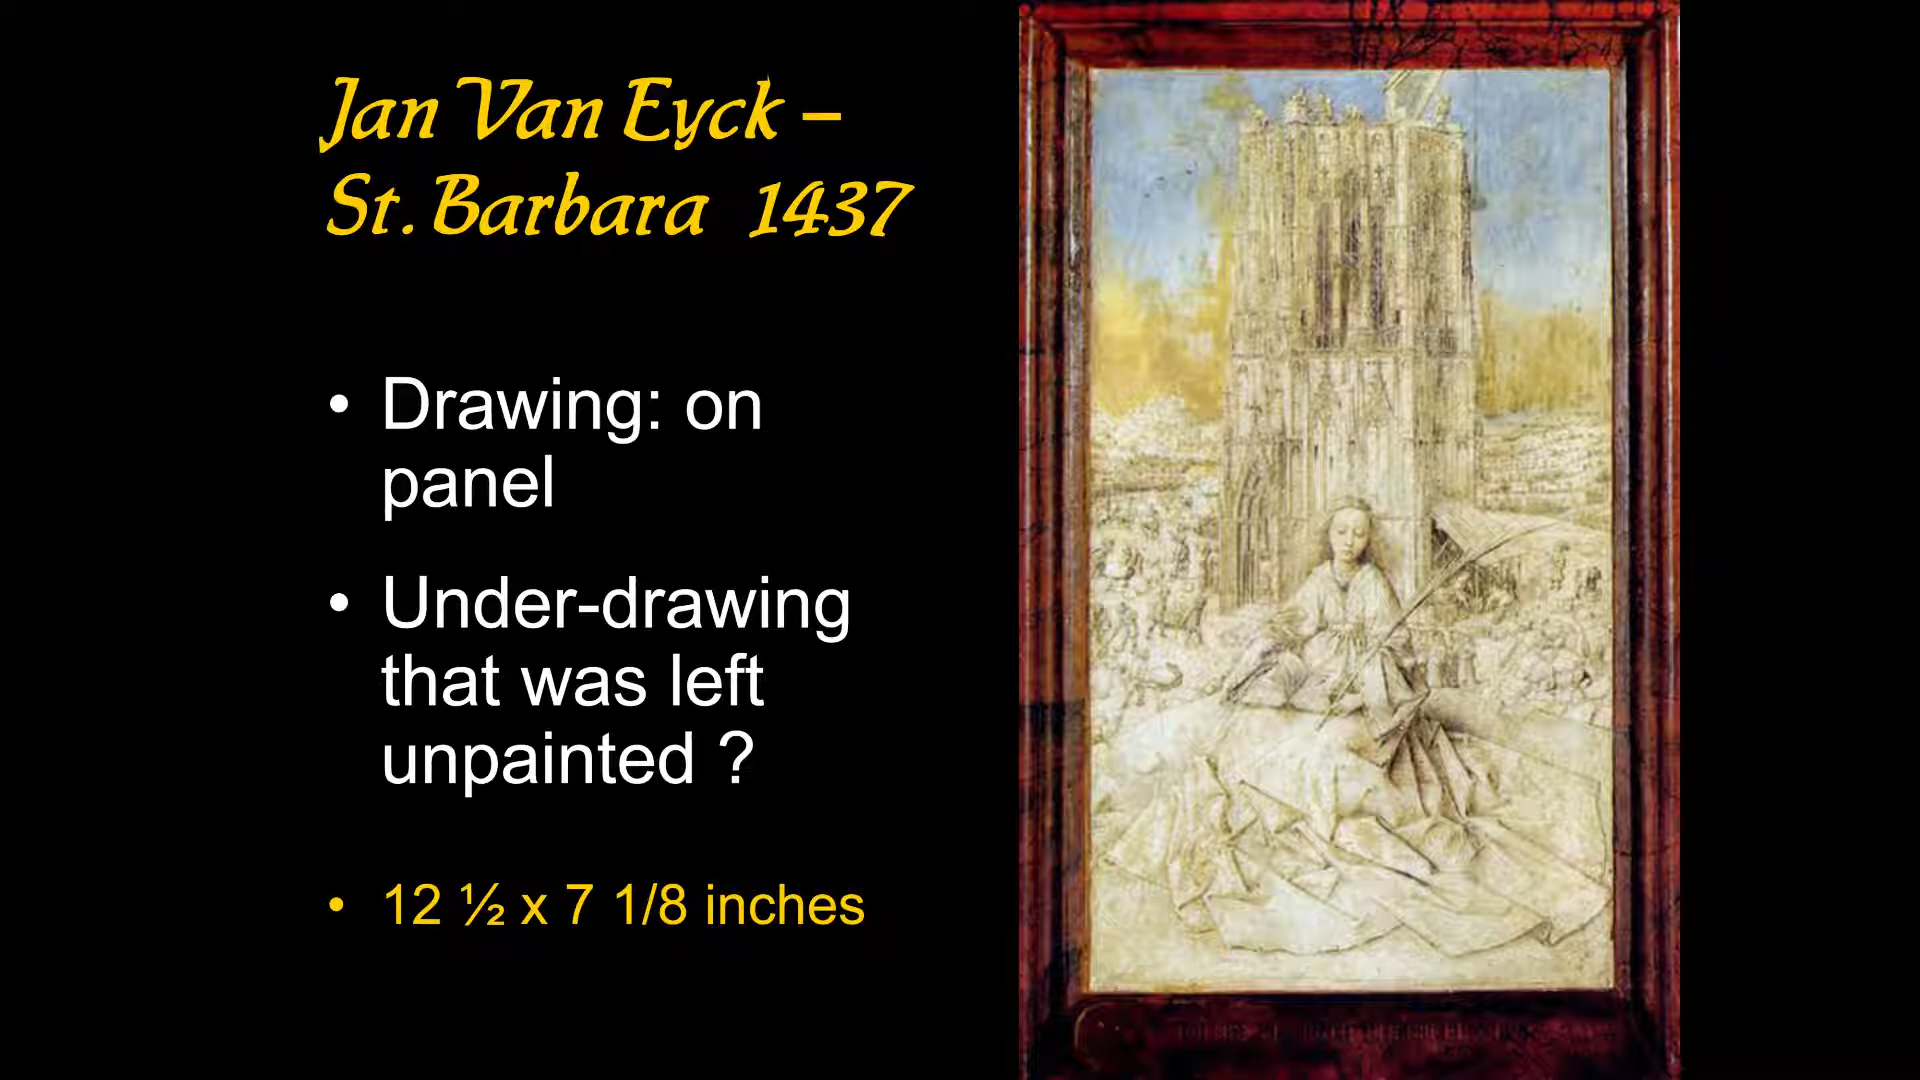 Jan Van Eyck –
St. Barbara 1437
• Drawing: on
panel
• Under-drawing
that was left
unpainted ?
• 12 ½ x 7 1/8 inches